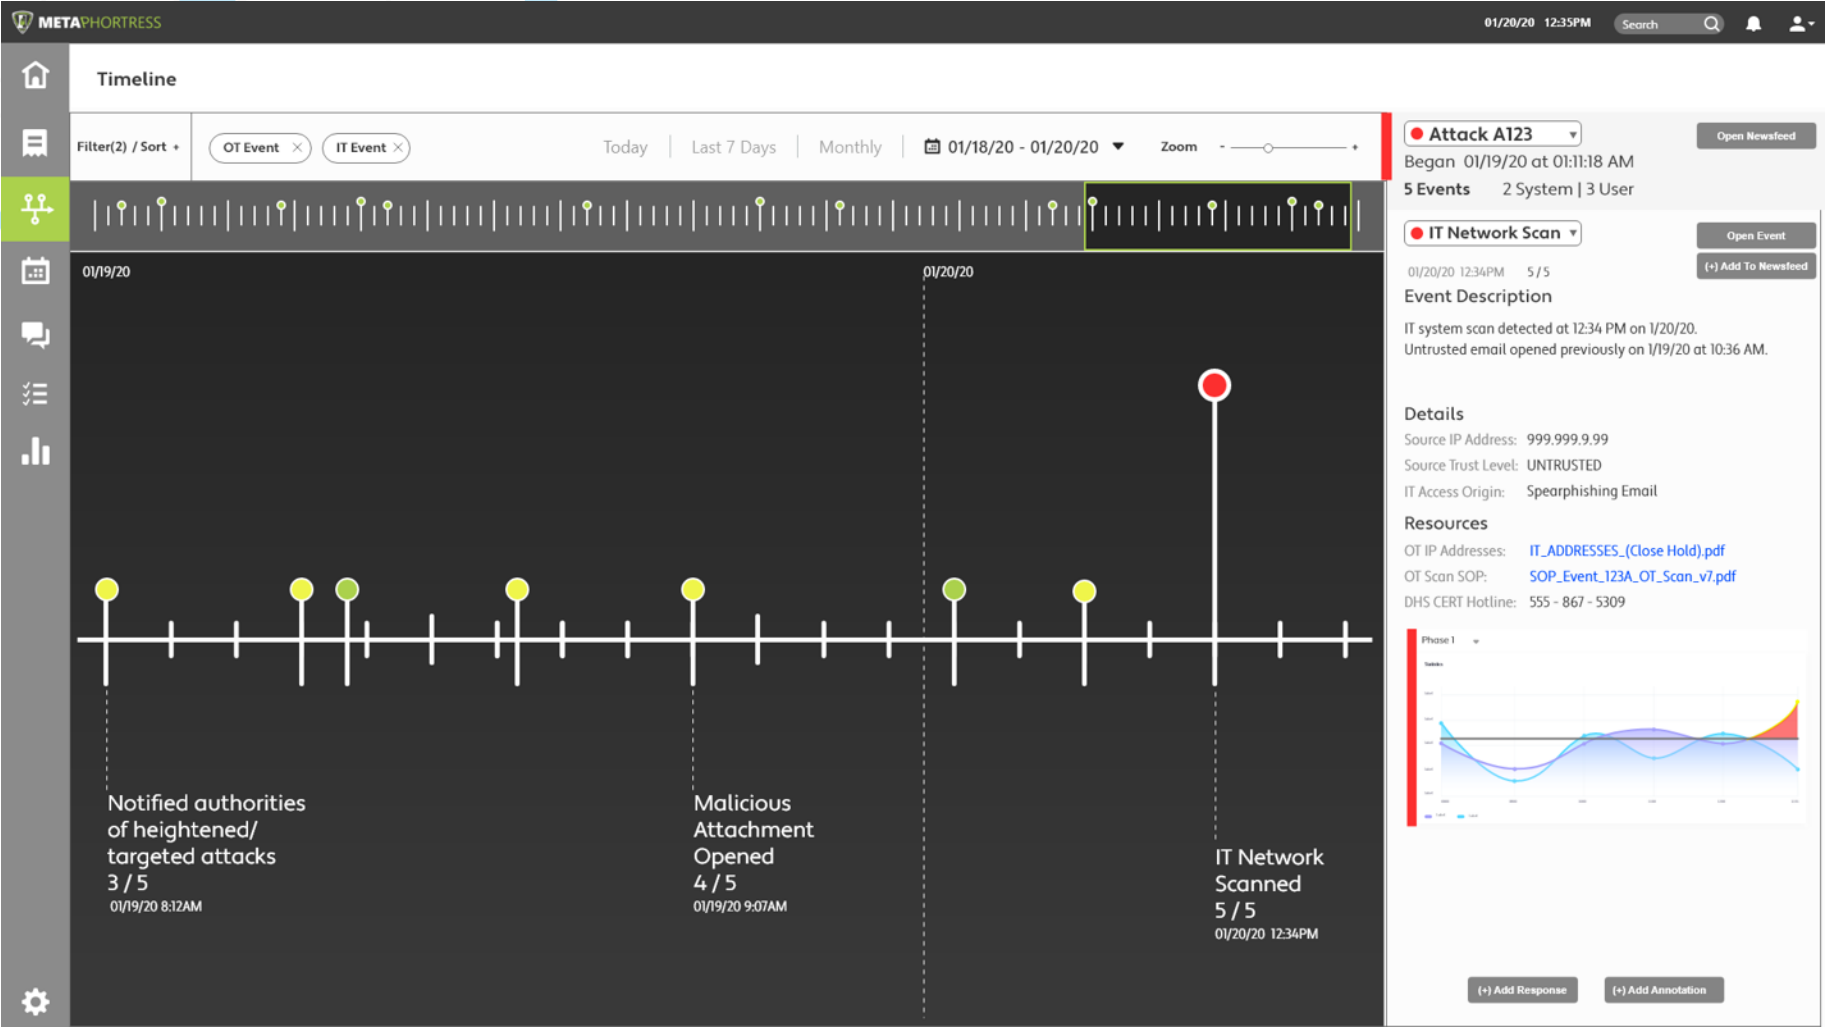 METAPHORTRESS
01/20/20 12:35PM
Search
Timeline
Filter(2) / Sort +
OT Event ×
IT Event ×
Today
Last 7 Days
Monthly
01/18/20 - 01/20/20
Zoom - +
01/19/20
01/20/20
Notified authorities
of heightened/
targeted attacks
3 / 5
01/19/20 8:12AM
Malicious
Attachment
Opened
4 / 5
01/19/20 9:07AM
IT Network
Scanned
5 / 5
01/20/20 12:34PM
Attack A123
Open Newsfeed
Began 01/19/20 at 01:11:18 AM
5 Events 2 System | 3 User
IT Network Scan
Open Event
(+) Add To Newsfeed
01/20/20 12:34PM 5 / 5
Event Description
IT system scan detected at 12:34 PM on 1/20/20.
Untrusted email opened previously on 1/19/20 at 10:36 AM.
Details
Source IP Address: 999.999.9.99
Source Trust Level: UNTRUSTED
IT Access Origin: Spearphishing Email
Resources
OT IP Addresses: IT_ADDRESSES_(Close Hold).pdf
OT Scan SOP: SOP_Event_123A_OT_Scan_v7.pdf
DHS CERT Hotline: 555 - 867 - 5309
Phase 1
(+) Add Response
(+) Add Annotation